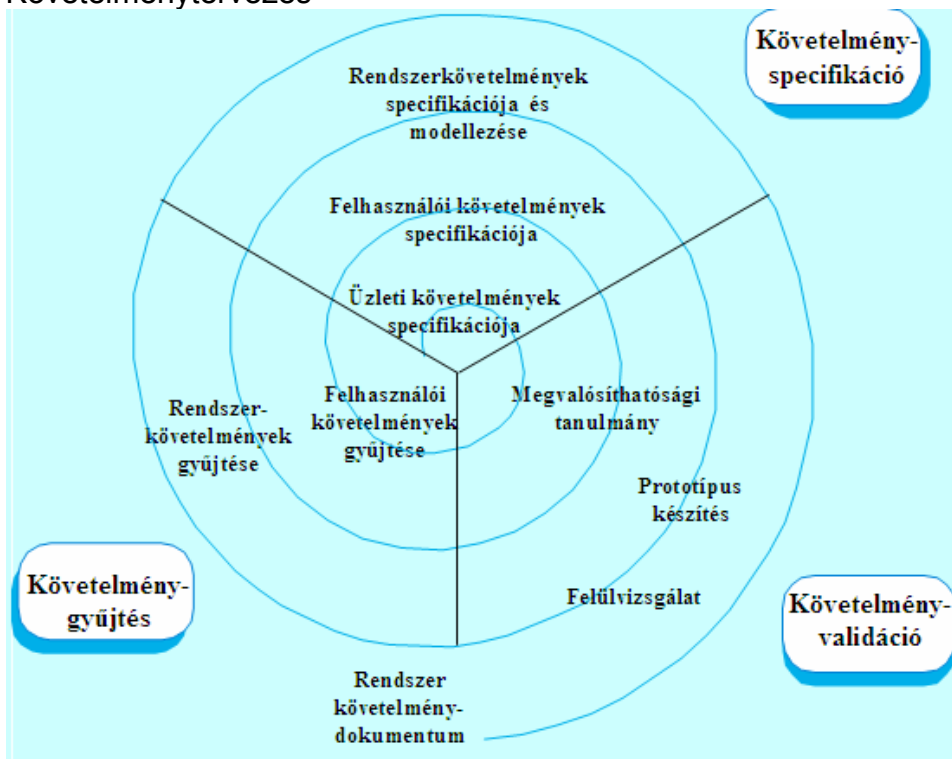 Követelménytervezés
Követelmény-
specifikáció
Rendszerkövetelmények
specifikációja és
modellezése
Felhasználói követelmények
specifikációja
Üzleti követelmények
specifikációja
Felhasználói
követelmények
gyűjtése
Megvalósíthatósági
tanulmány
Rendszer-
követelmények
gyűjtése
Prototípus
készítés
Felülvizsgálat
Követelmény-
gyűjtés
Követelmény-
validáció
Rendszer
követelmény-
dokumentum